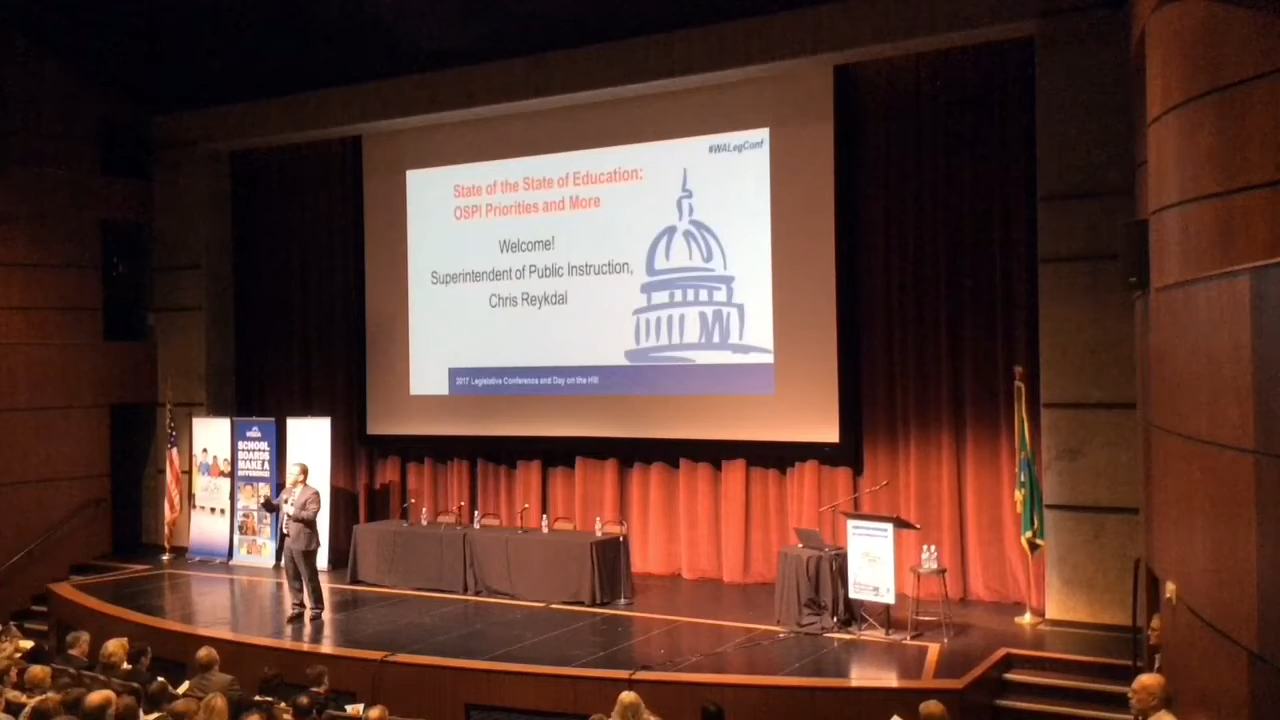 #WALegConf
State of the State of Education:
OSPI Priorities and More
Welcome!
Superintendent of Public Instruction,
Chris Reykdal
2017 Legislative Conference and Day on the Hill
WSSDA
SCHOOL
BOARDS
MAKE A
DIFFERENCE!